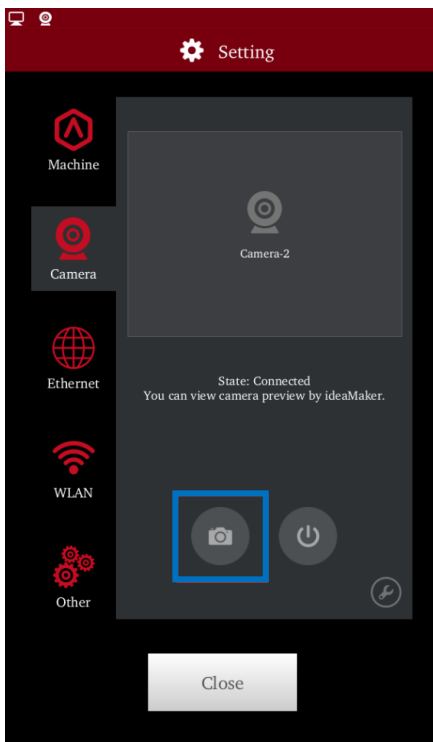 Setting
Machine
Camera-2
Camera
State: Connected
You can view camera preview by ideaMaker.
Ethernet
WLAN
Other
Close